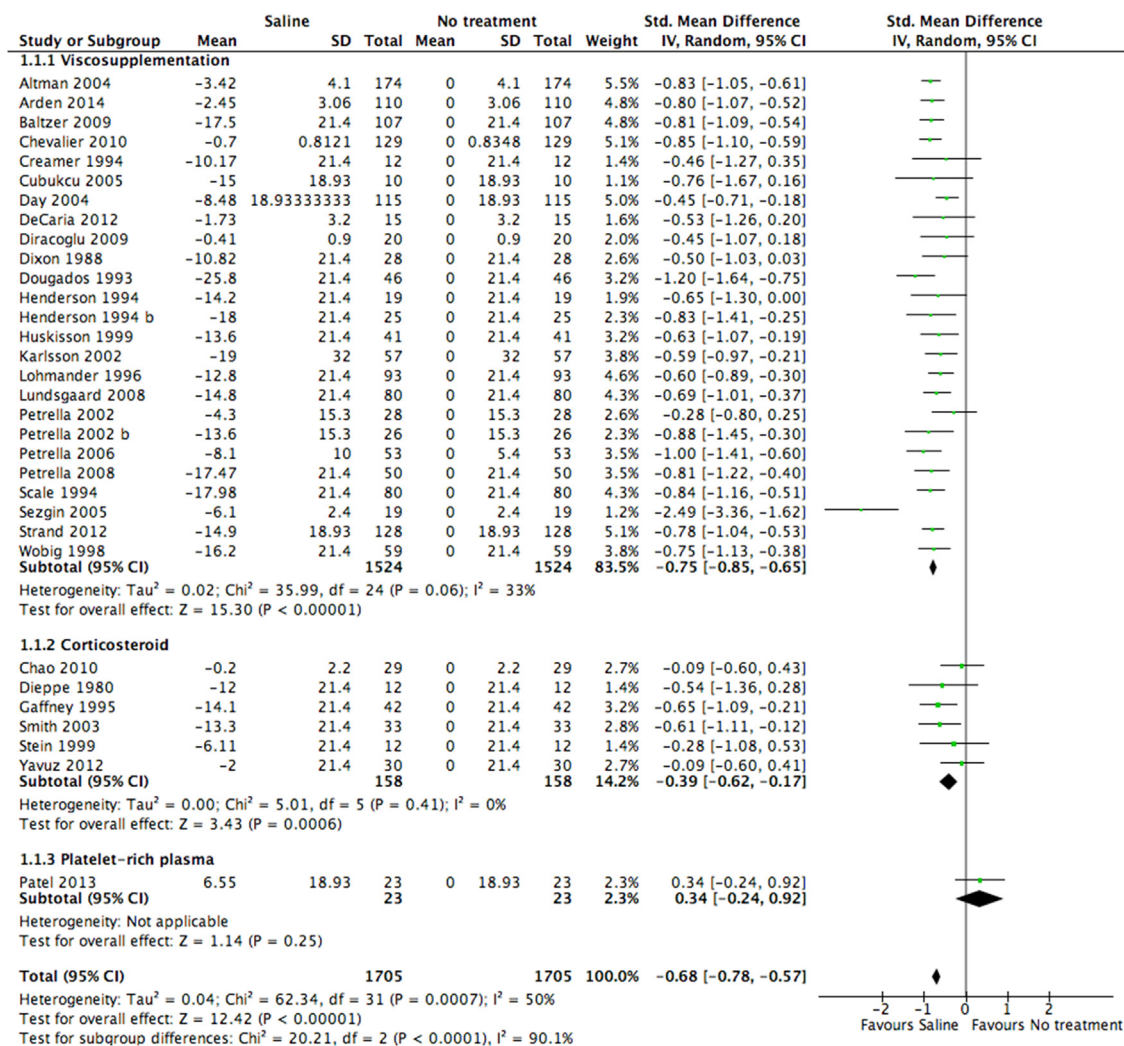 Saline No treatment Std. Mean Difference Std. Mean Difference
Study or Subgroup Mean SD Total Mean SD Total Weight IV, Random, 95% CI IV, Random, 95% CI
1.1.1 Viscosupplementation
Altman 2004 −3.42 4.1 174 0 4.1 174 5.5% −0.83 [−1.05, −0.61]
Arden 2014 −2.45 3.06 110 0 3.06 110 4.8% −0.80 [−1.07, −0.52]
Baltzer 2009 −17.5 21.4 107 0 21.4 107 4.8% −0.81 [−1.09, −0.54]
Chevalier 2010 −0.7 0.8121 129 0 0.8348 129 5.1% −0.85 [−1.10, −0.59]
Creamer 1994 −10.17 21.4 12 0 21.4 12 1.4% −0.46 [−1.27, 0.35]
Cubukcu 2005 −15 18.93 10 0 18.93 10 1.1% −0.76 [−1.67, 0.16]
Day 2004 −8.48 18.93333333 115 0 18.93 115 5.0% −0.45 [−0.71, −0.18]
DeCaria 2012 −1.73 3.2 15 0 3.2 15 1.6% −0.53 [−1.26, 0.20]
Diracoglu 2009 −0.41 0.9 20 0 0.9 20 2.0% −0.45 [−1.07, 0.18]
Dixon 1988 −10.82 21.4 28 0 21.4 28 2.6% −0.50 [−1.03, 0.03]
Dougados 1993 −25.8 21.4 46 0 21.4 46 3.2% −1.20 [−1.64, −0.75]
Henderson 1994 −14.2 21.4 19 0 21.4 19 1.9% −0.65 [−1.30, 0.00]
Henderson 1994 b −18 21.4 25 0 21.4 25 2.2% −0.83 [−1.41, −0.25]
Huskisson 1999 −13.6 21.4 41 0 21.4 41 3.2% −0.63 [−1.07, −0.19]
Karlsson 2002 −19 32 57 0 32 57 3.8% −0.59 [−0.97, −0.21]
Lohmander 1996 −12.8 21.4 93 0 21.4 93 4.6% −0.60 [−0.89, −0.30]
Lundsgaard 2008 −14.8 21.4 80 0 21.4 80 4.3% −0.69 [−1.01, −0.37]
Petrella 2002 −4.3 15.3 28 0 15.3 28 2.6% −0.28 [−0.80, 0.25]
Petrella 2002 b −13.6 15.3 26 0 15.3 26 2.3% −0.88 [−1.45, −0.30]
Petrella 2006 −8.1 10 53 0 5.4 53 3.4% −1.00 [−1.41, −0.60]
Petrella 2008 −17.47 21.4 50 0 21.4 50 3.5% −0.81 [−1.22, −0.40]
Scale 1994 −17.98 21.4 80 0 21.4 80 4.3% −0.84 [−1.16, −0.51]
Sezgin 2005 −6.1 2.4 19 0 2.4 19 1.2% −2.49 [−3.36, −1.62]
Strand 2012 −14.9 18.93 128 0 18.93 128 5.1% −0.78 [−1.04, −0.53]
Wobig 1998 −16.2 21.4 59 0 21.4 59 3.8% −0.75 [−1.13, −0.38]
Subtotal (95% CI) 1524 1524 83.5% −0.75 [−0.85, −0.65]
Heterogeneity: Tau² = 0.02; Chi² = 35.99, df = 24 (P = 0.06); I² = 33%
Test for overall effect: Z = 15.30 (P < 0.00001)
1.1.2 Corticosteroid
Chao 2010 −0.2 2.2 29 0 2.2 29 2.7% −0.09 [−0.60, 0.43]
Dieppe 1980 −12 21.4 12 0 21.4 12 1.4% −0.54 [−1.36, 0.28]
Gaffney 1995 −14.1 21.4 42 0 21.4 42 3.2% −0.65 [−1.09, −0.21]
Smith 2003 −13.3 21.4 33 0 21.4 33 2.8% −0.61 [−1.11, −0.12]
Stein 1999 −6.11 21.4 12 0 21.4 12 1.4% −0.28 [−1.08, 0.53]
Yavuz 2012 −2 21.4 30 0 21.4 30 2.7% −0.09 [−0.60, 0.41]
Subtotal (95% CI) 158 158 14.2% −0.39 [−0.62, −0.17]
Heterogeneity: Tau² = 0.00; Chi² = 5.01, df = 5 (P = 0.41); I² = 0%
Test for overall effect: Z = 3.43 (P = 0.0006)
1.1.3 Platelet−rich plasma
Patel 2013 6.55 18.93 23 0 18.93 23 2.3% 0.34 [−0.24, 0.92]
Subtotal (95% CI) 23 23 2.3% 0.34 [−0.24, 0.92]
Heterogeneity: Not applicable
Test for overall effect: Z = 1.14 (P = 0.25)
Total (95% CI) 1705 1705 100.0% −0.68 [−0.78, −0.57]
Heterogeneity: Tau² = 0.04; Chi² = 62.34, df = 31 (P = 0.0007); I² = 50%
Test for overall effect: Z = 12.42 (P < 0.00001)
Test for subgroup differences: Chi² = 20.21, df = 2 (P < 0.0001), I² = 90.1%
−2 −1 0 1 2
Favours Saline Favours No treatment